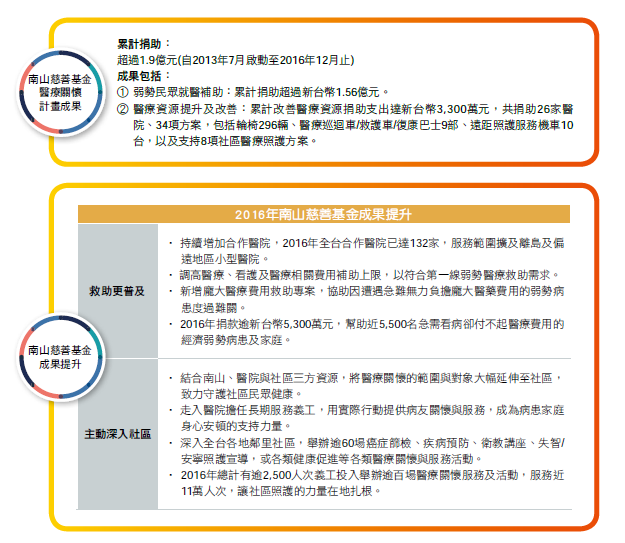 南山慈善基金
醫療關懷
計畫成果
累計捐助：
超過1.9億元(自2013年7月啟動至2016年12月止)
成果包括：
① 弱勢民眾就醫補助：累計捐助超過新台幣1.56億元。
② 醫療資源提升及改善：累計改善醫療資源捐助支出達新台幣3,300萬元，共捐助26家醫
院、34項方案，包括輪椅296輛、醫療巡迴車/救護車/復康巴士9部、遠距照護服務機車10
台，以及支持8項社區醫療照護方案。
南山慈善基金
成果提升
2016年南山慈善基金成果提升
救助更普及
· 持續增加合作醫院，2016年全台合作醫院已達132家，服務範圍擴及離島及偏
遠地區小型醫院。
· 調高醫療、看護及醫療相關費用補助上限，以符合第一線弱勢醫療救助需求。
· 新增龐大醫療費用救助專案，協助因遭遇急難無力負擔龐大醫藥費用的弱勢病
患度過難關。
· 2016年捐款逾新台幣5,300萬元，幫助近5,500名急需看病卻付不起醫療費用的
經濟弱勢病患及家庭。
主動深入社區
· 結合南山、醫院與社區三方資源，將醫療關懷的範圍與對象大幅延伸至社區，
致力守護社區民眾健康。
· 走入醫院擔任長期服務義工，用實際行動提供病友關懷與服務，成為病患家庭
身心安頓的支持力量。
· 深入全台各地鄰里社區，舉辦逾60場癌症篩檢、疾病預防、衛教講座、失智/
安寧照護宣導，或各類健康促進等各類醫療關懷與服務活動。
· 2016年總計有逾2,500人次義工投入舉辦逾百場醫療關懷服務及活動，服務近
11萬人次，讓社區照護的力量在地扎根。